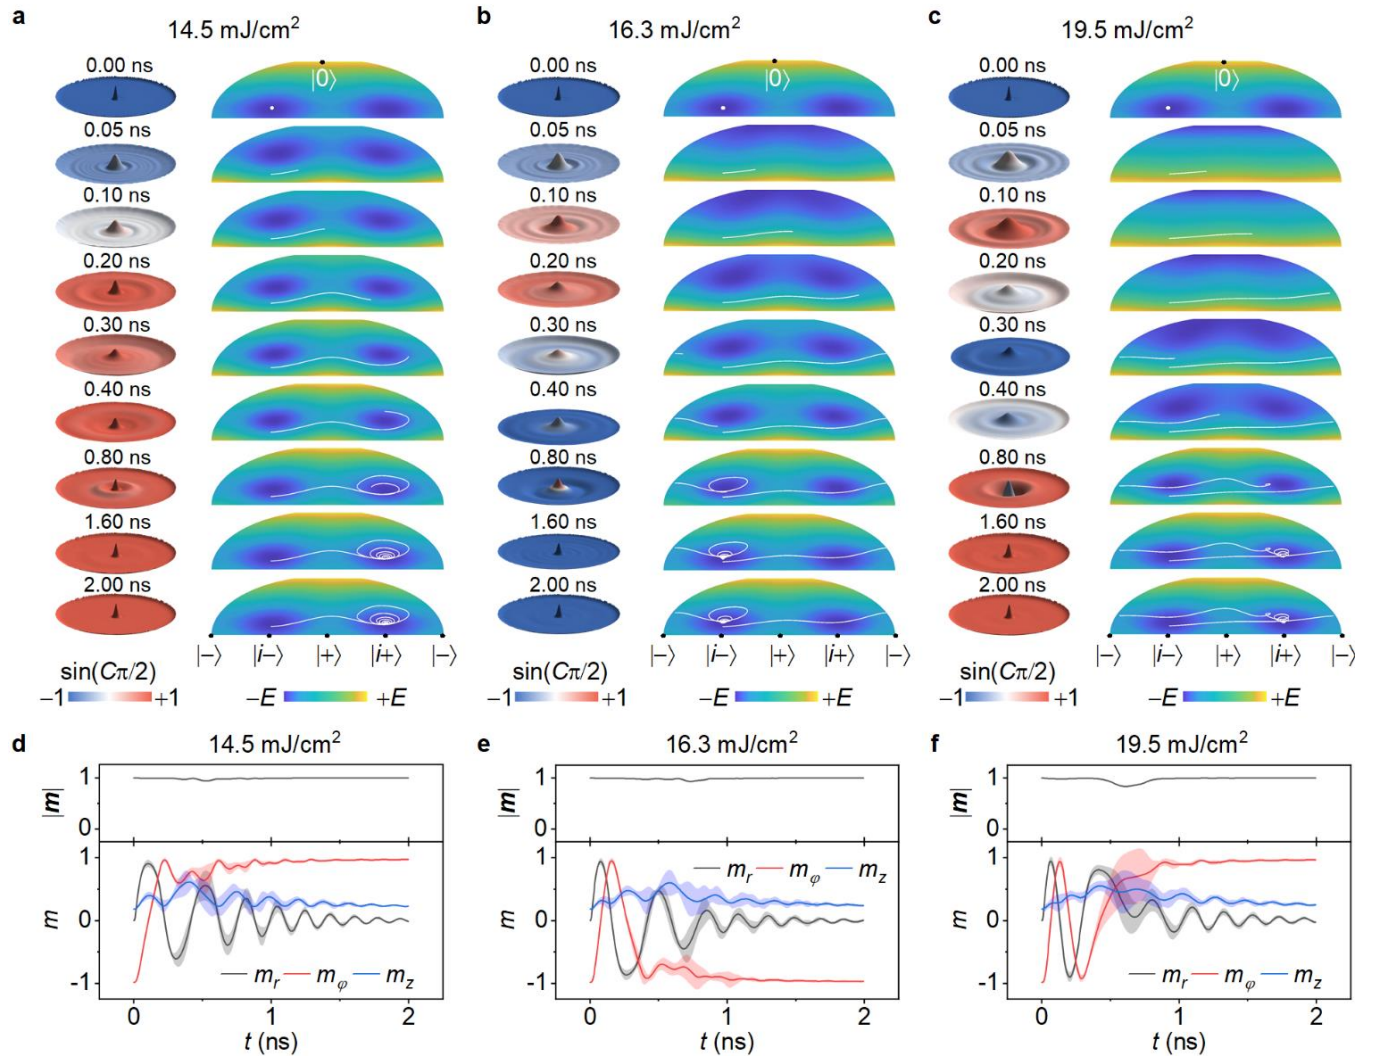 a
14.5 mJ/cm²
0.00 ns
|0⟩
0.05 ns
0.10 ns
0.20 ns
0.30 ns
0.40 ns
0.80 ns
1.60 ns
2.00 ns
|−⟩ |i−⟩ |+⟩ |i+⟩ |−⟩
sin(Cπ/2)
−1 +1 −E +E
b
16.3 mJ/cm²
0.00 ns
|0⟩
0.05 ns
0.10 ns
0.20 ns
0.30 ns
0.40 ns
0.80 ns
1.60 ns
2.00 ns
|−⟩ |i−⟩ |+⟩ |i+⟩ |−⟩
sin(Cπ/2)
−1 +1 −E +E
c
19.5 mJ/cm²
0.00 ns
|0⟩
0.05 ns
0.10 ns
0.20 ns
0.30 ns
0.40 ns
0.80 ns
1.60 ns
2.00 ns
|−⟩ |i−⟩ |+⟩ |i+⟩ |−⟩
sin(Cπ/2)
−1 +1 −E +E
d
14.5 mJ/cm²
|m|
1
0
m
1
0
-1
mᵣ mᵩ m_z
0 1 2
t (ns)
e
16.3 mJ/cm²
|m|
1
0
m
1
0
-1
mᵣ mᵩ m_z
0 1 2
t (ns)
f
19.5 mJ/cm²
|m|
1
0
m
1
0
-1
mᵣ mᵩ m_z
0 1 2
t (ns)